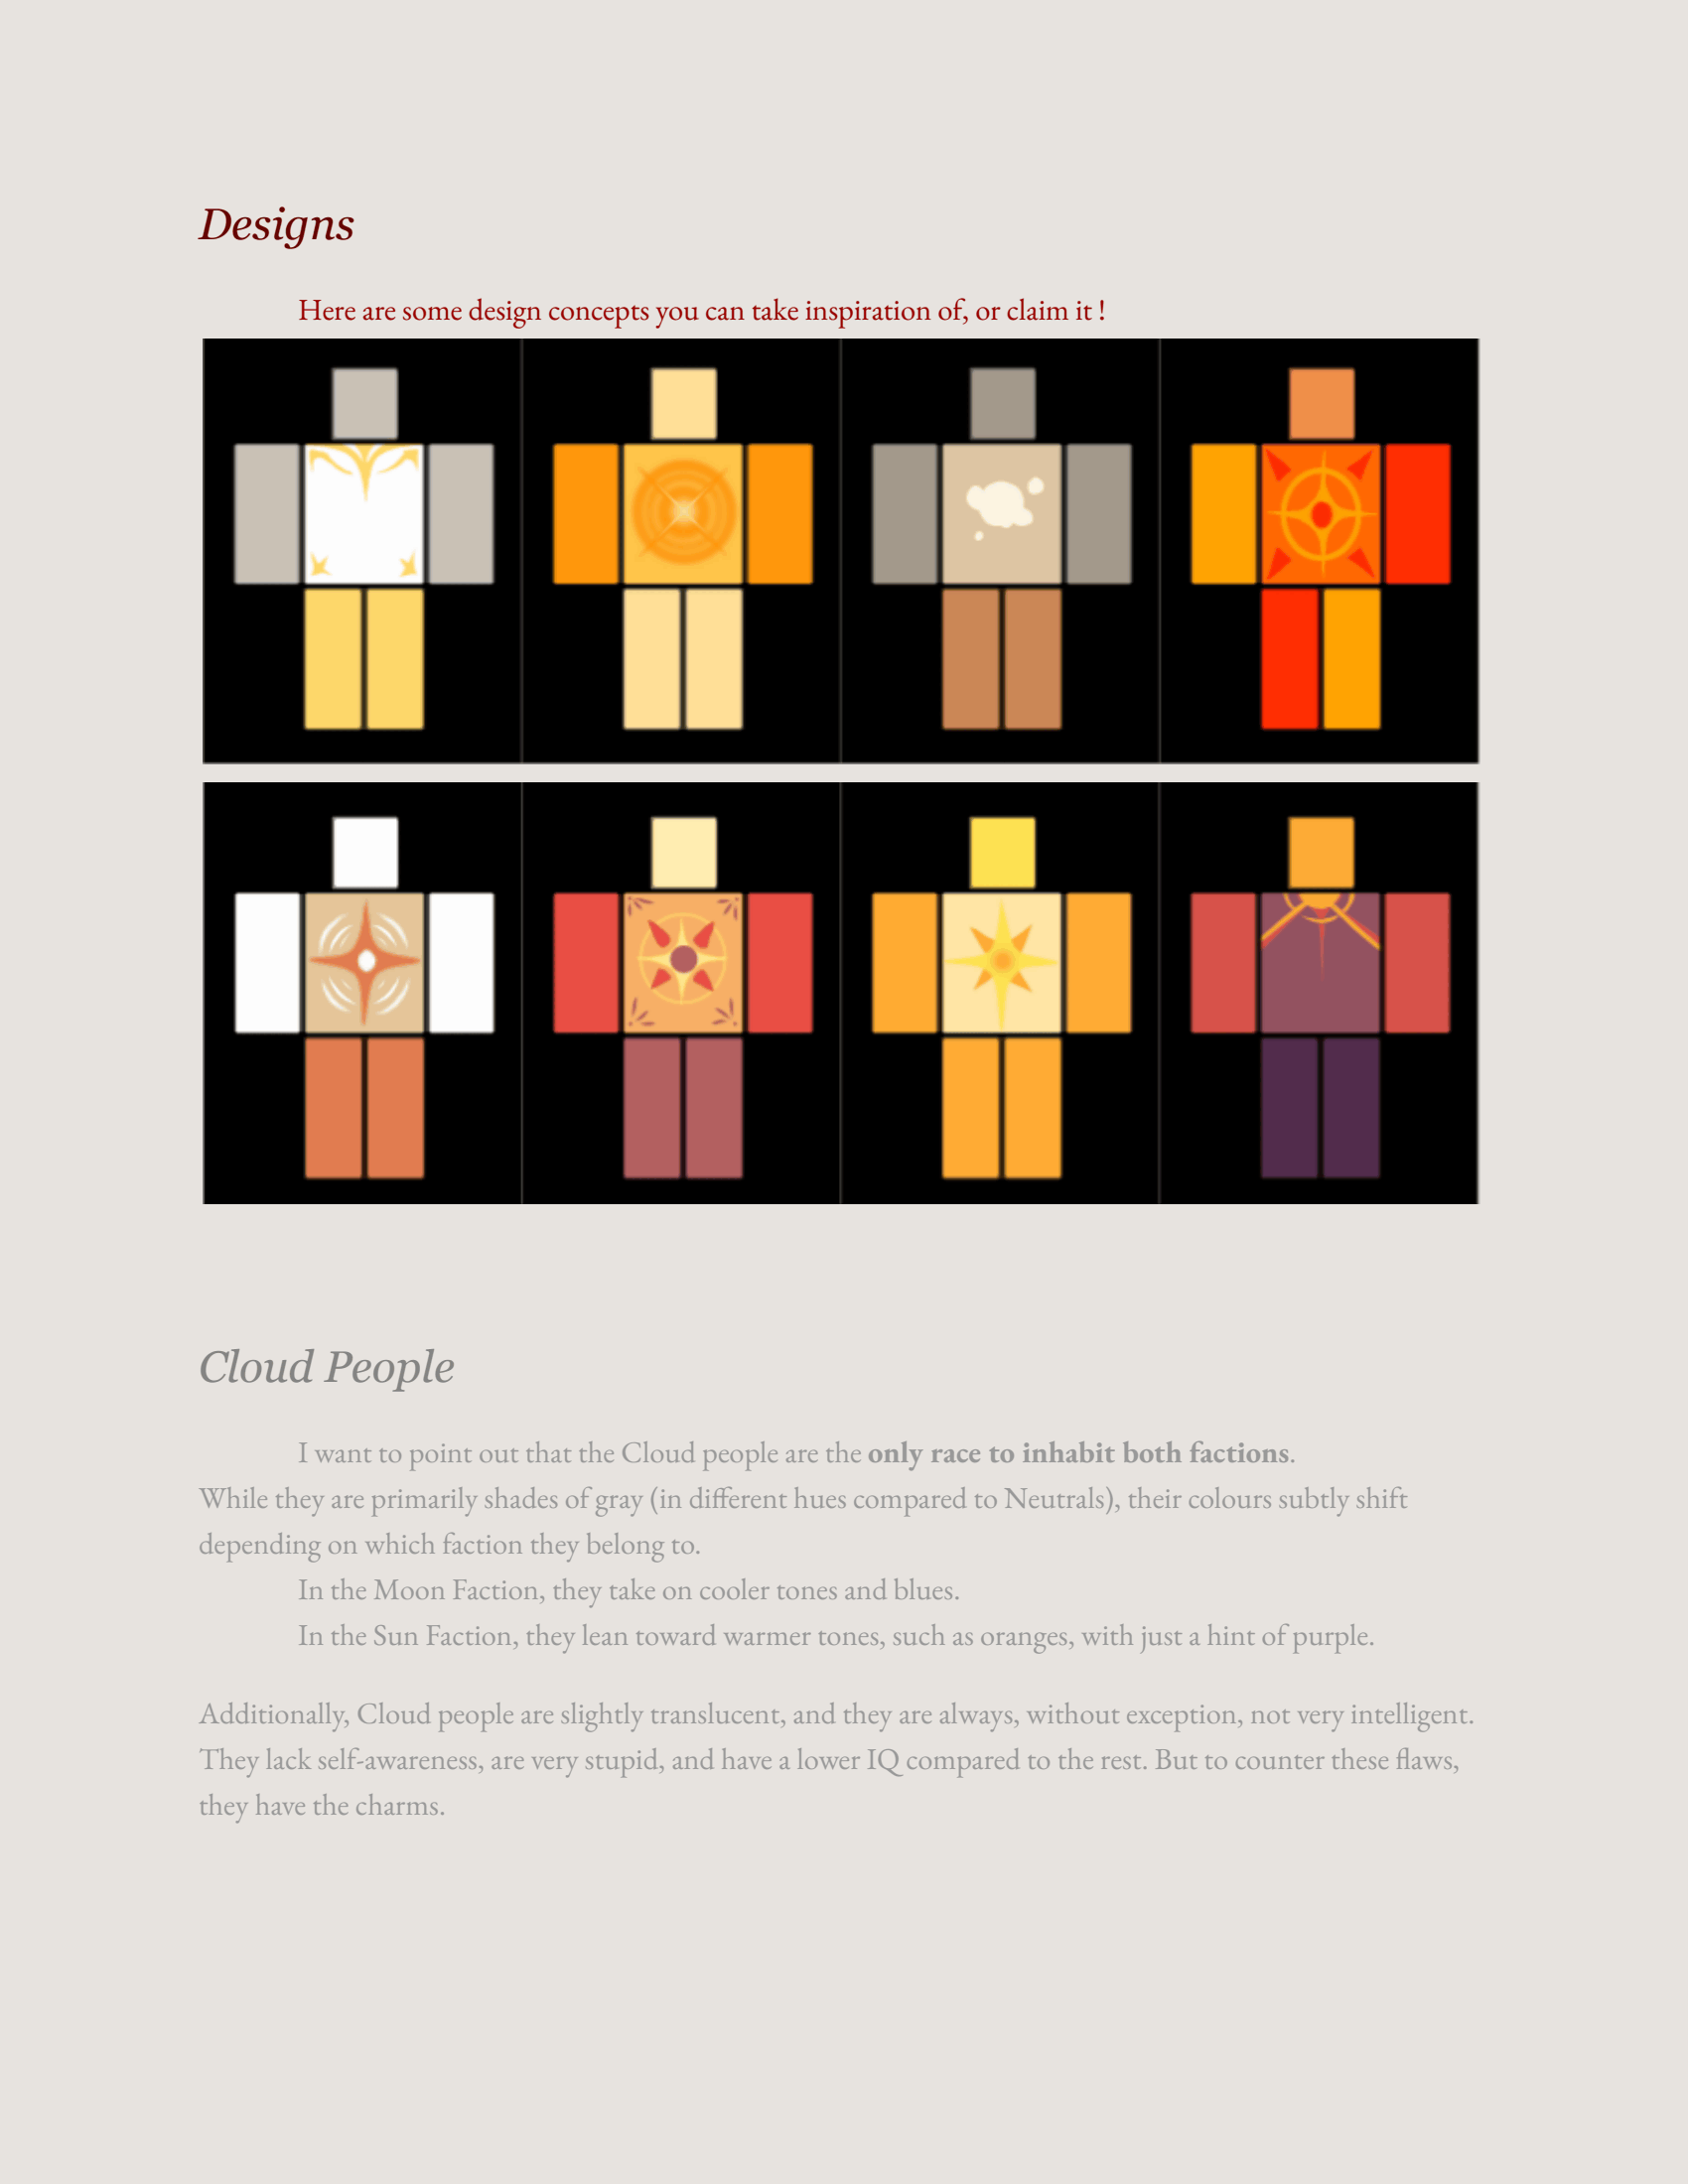 Designs
Here are some design concepts you can take inspiration of, or claim it !
Cloud People
I want to point out that the Cloud people are the only race to inhabit both factions.
While they are primarily shades of gray (in different hues compared to Neutrals), their colours subtly shift
depending on which faction they belong to.
In the Moon Faction, they take on cooler tones and blues.
In the Sun Faction, they lean toward warmer tones, such as oranges, with just a hint of purple.
Additionally, Cloud people are slightly translucent, and they are always, without exception, not very intelligent.
They lack self-awareness, are very stupid, and have a lower IQ compared to the rest. But to counter these flaws,
they have the charms.